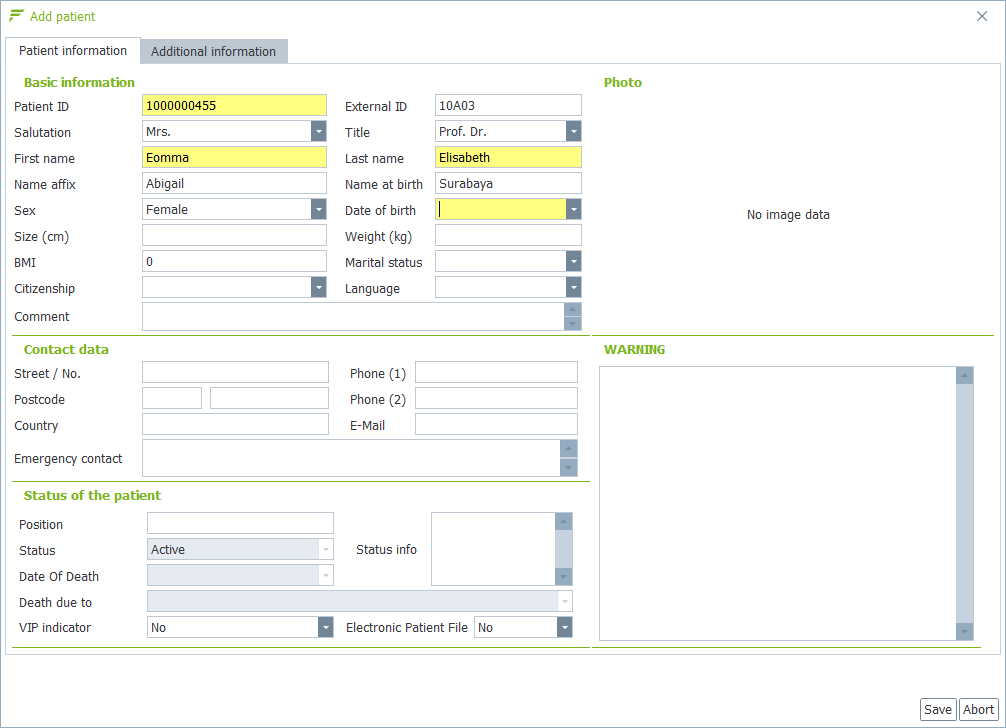 Add patient
Patient information Additional information
Basic information Photo
Patient ID 1000000455 External ID 10A03
Salutation Mrs. Title Prof. Dr.
First name Eomma Last name Elisabeth
Name affix Abigail Name at birth Surabaya
Sex Female Date of birth
No image data
Size (cm) Weight (kg)
BMI 0 Marital status
Citizenship Language
Comment
Contact data WARNING
Street / No. Phone (1)
Postcode Phone (2)
Country E-Mail
Emergency contact
Status of the patient
Position
Status Active Status info
Date Of Death
Death due to
VIP indicator No Electronic Patient File No
Save Abort